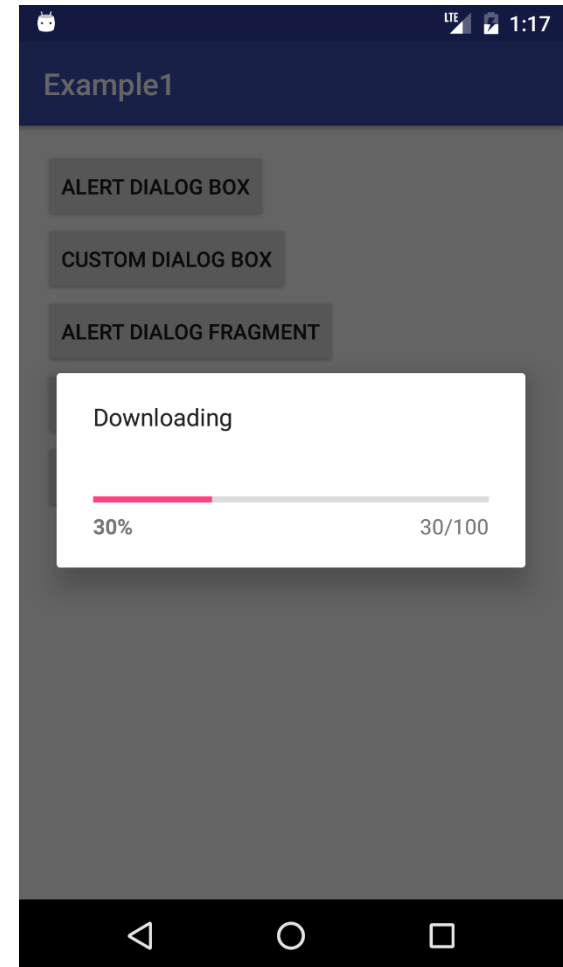 LTE 1:17
Example1
ALERT DIALOG BOX
CUSTOM DIALOG BOX
ALERT DIALOG FRAGMENT
Downloading
30% 30/100